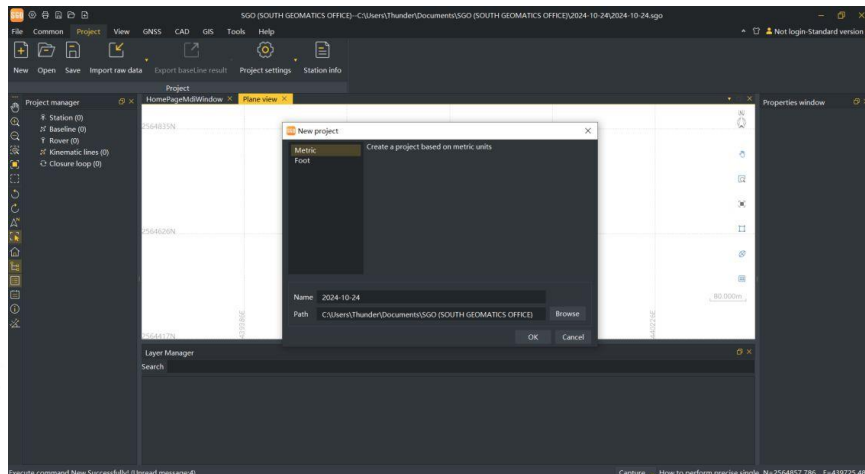 SGO
SGO (SOUTH GEOMATICS OFFICE)--C:\Users\Thunder\Documents\SGO (SOUTH GEOMATICS OFFICE)\2024-10-24\2024-10-24.sgo
File Common Project View GNSS CAD GIS Tools Help
Not login-Standard version
New Open Save Import raw data Export baseline result Project settings Station info
Project
Project manager
HomePageMdiWindow × Plane view ×
Properties window
Station (0)
Baseline (0)
Rover (0)
Kinematic lines (0)
Closure loop (0)
2564835N
New project
Metric
Foot
Create a project based on metric units
2564626N
Name 2024-10-24
80.000m
Path C:\Users\Thunder\Documents\SGO (SOUTH GEOMATICS OFFICE) Browse
OK Cancel
2564417N
Layer Manager
Search
Execute command New Successfully! (Unread message:4)
Capture How to perform precise single N=2564857.786 E=439725.48